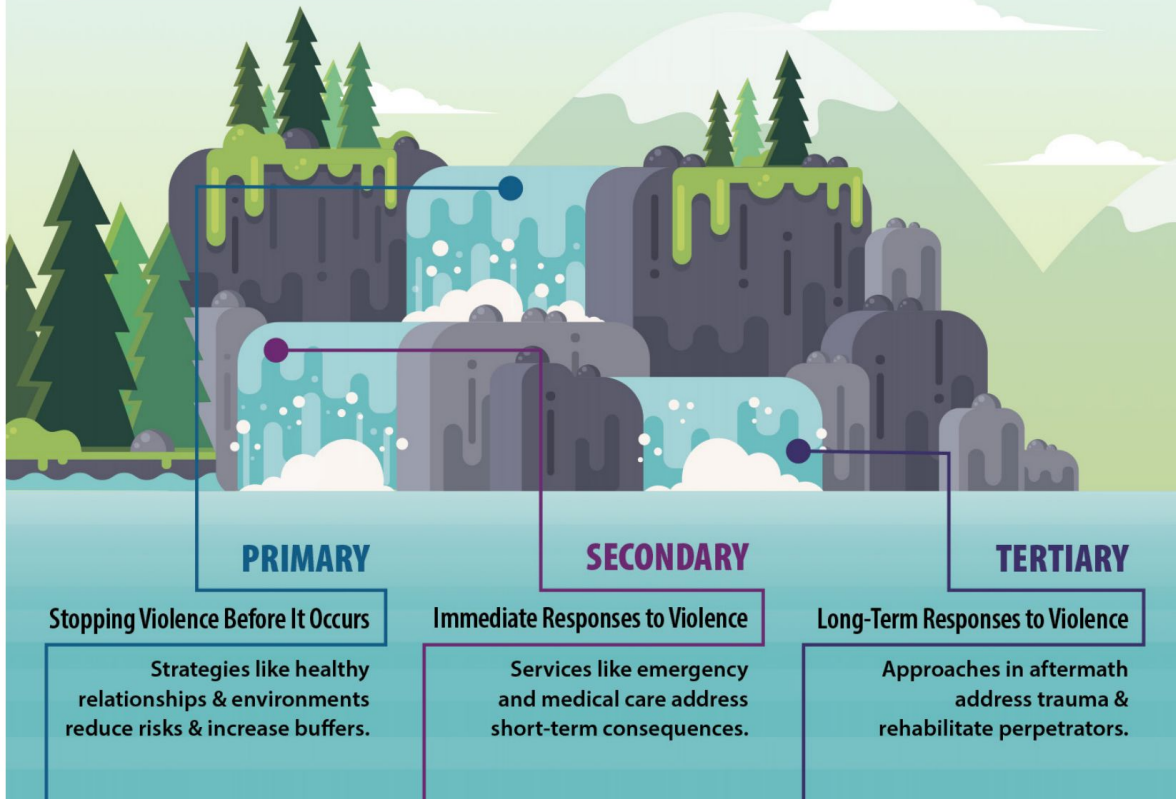 PRIMARY
Stopping Violence Before It Occurs
Strategies like healthy
relationships & environments
reduce risks & increase buffers.
SECONDARY
Immediate Responses to Violence
Services like emergency
and medical care address
short-term consequences.
TERTIARY
Long-Term Responses to Violence
Approaches in aftermath
address trauma &
rehabilitate perpetrators.